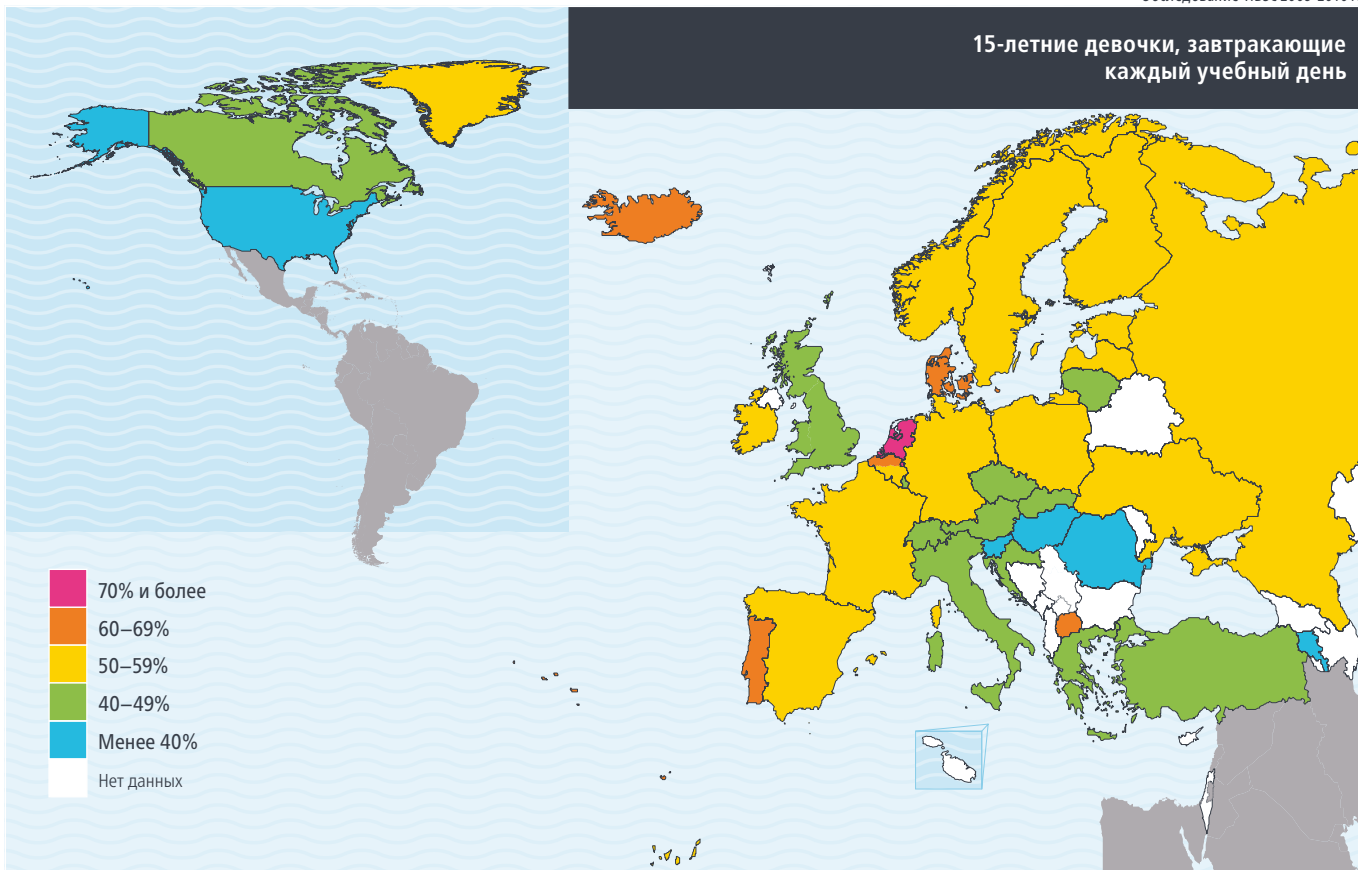 15-летние девочки, завтракающие
каждый учебный день
70% и более
60–69%
50–59%
40–49%
Менее 40%
Нет данных